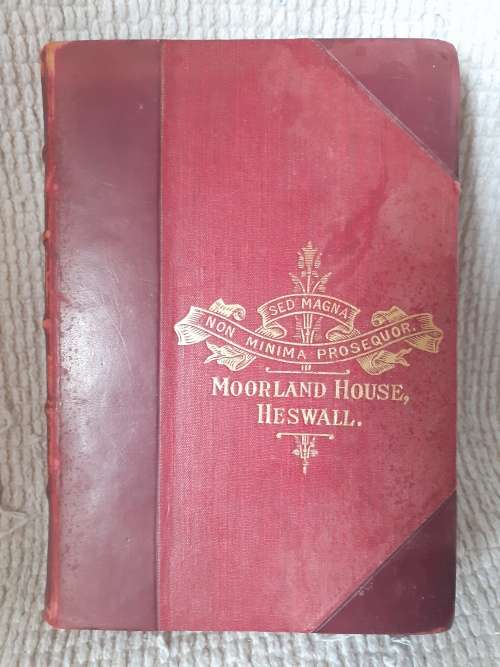 SED MAGNA
NON MINIMA PROSEQUOR.
MOORLAND HOUSE,
HESWALL.